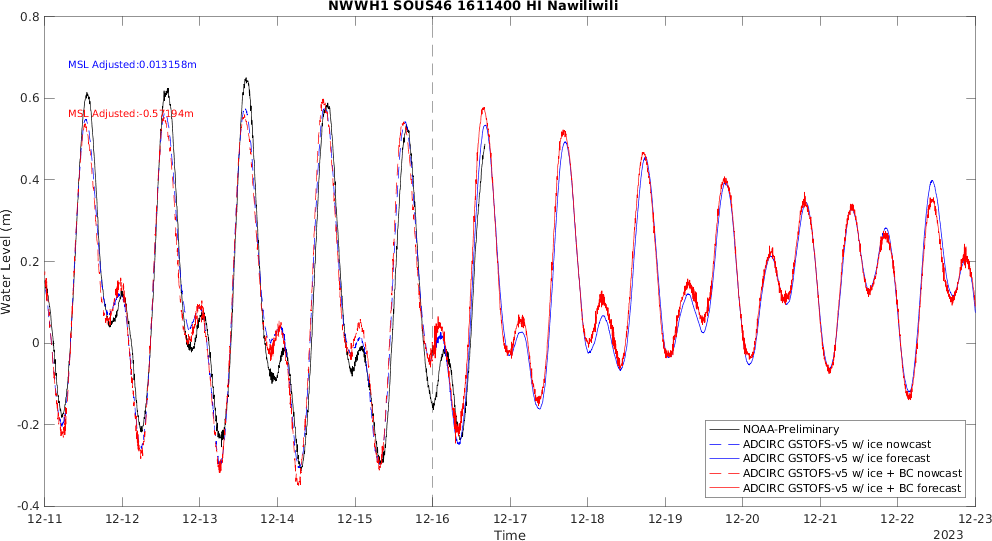 NWWH1 SOUS46 1611400 HI Nawiliwili
0.8
MSL Adjusted:0.013158m
0.6
MSL Adjusted:-0.57194m
0.4
Water Level (m)
0.2
0
-0.2
NOAA-Preliminary
ADCIRC GSTOFS-v5 w/ ice nowcast
ADCIRC GSTOFS-v5 w/ ice forecast
ADCIRC GSTOFS-v5 w/ ice + BC nowcast
ADCIRC GSTOFS-v5 w/ ice + BC forecast
-0.4
12-11 12-12 12-13 12-14 12-15 12-16 12-17 12-18 12-19 12-20 12-21 12-22 12-23
Time
2023